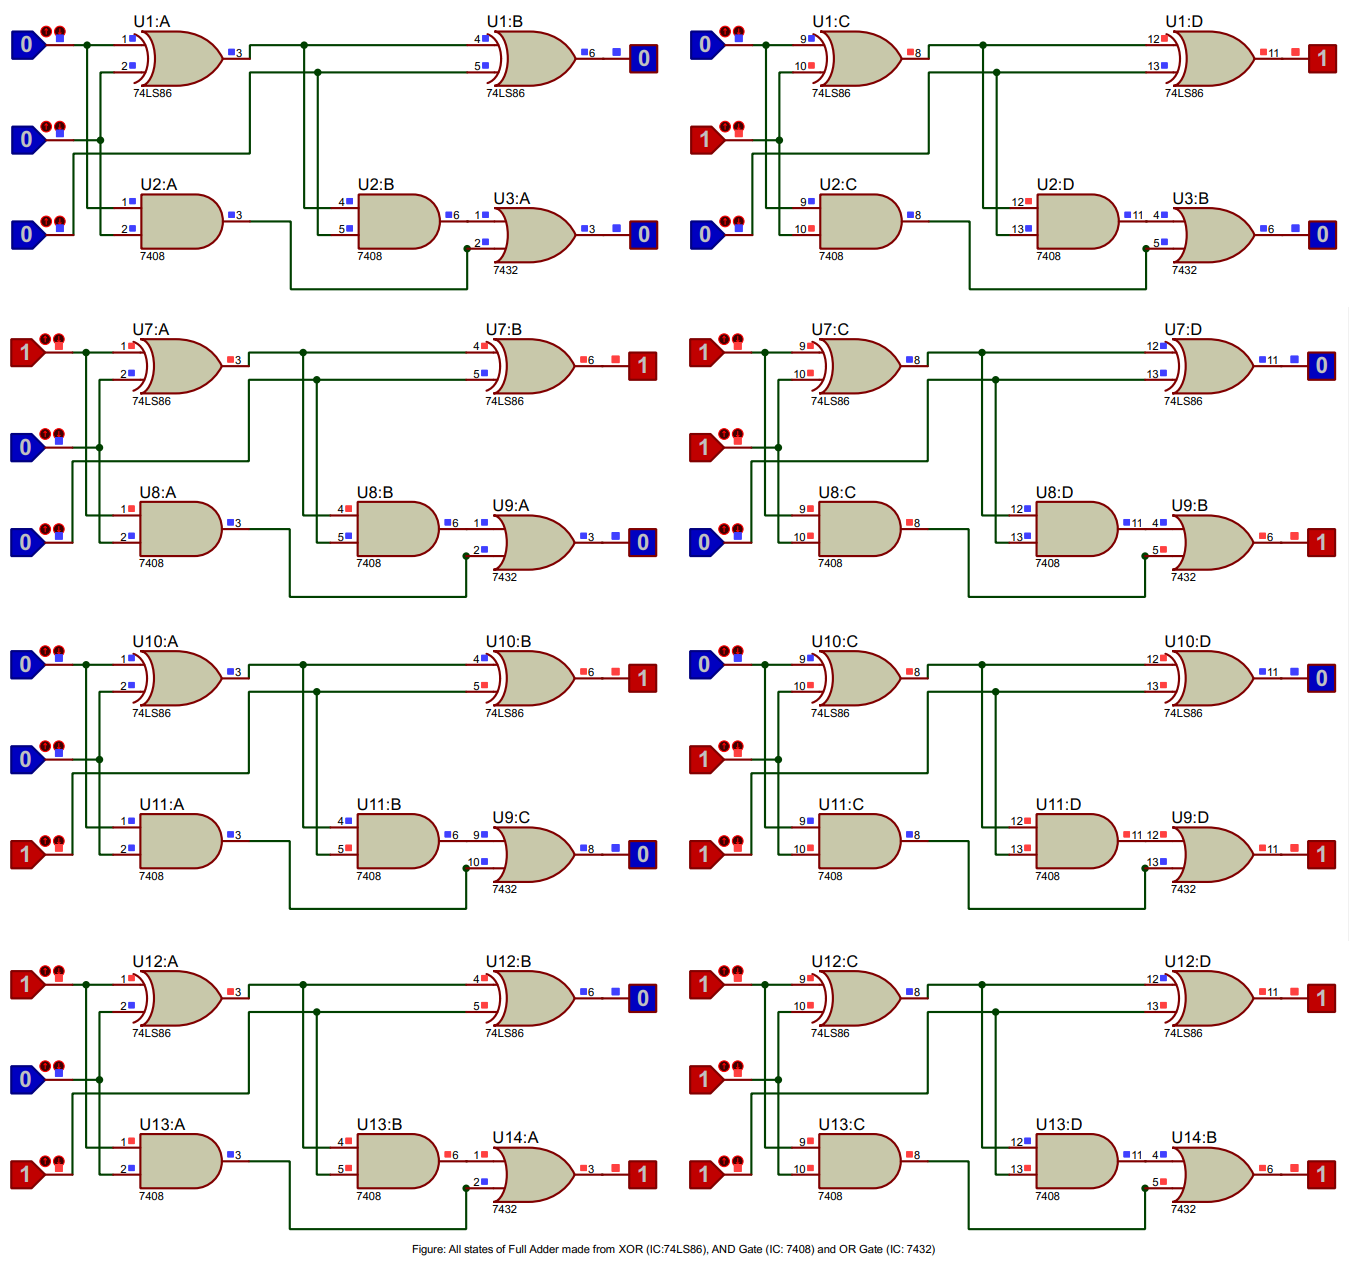 U1:A U1:B U1:C U1:D
0 1 3 4 6 0 0 9 8 12 11 1
2 5 10 13
74LS86 74LS86 74LS86 74LS86
0 1
U2:A U2:B U3:A U2:C U2:D U3:B
1 3 4 6 1 9 8 12 11 4
0 2 5 2 3 0 0 10 13 5 6 0
7408 7408 7432 7408 7408 7432
U7:A U7:B U7:C U7:D
1 1 3 4 6 1 1 9 8 12 11 0
2 5 10 13
74LS86 74LS86 74LS86 74LS86
0 1
U8:A U8:B U9:A U8:C U8:D U9:B
1 3 4 6 1 9 8 12 11 4
0 2 5 2 3 0 0 10 13 5 6 1
7408 7408 7432 7408 7408 7432
U10:A U10:B U10:C U10:D
0 1 3 4 6 1 0 9 8 12 11 0
2 5 10 13
74LS86 74LS86 74LS86 74LS86
0 1
U11:A U11:B U9:C U11:C U11:D U9:D
1 3 4 6 9 9 8 12 11 12
1 2 5 10 8 0 1 10 13 13 11 1
7408 7408 7432 7408 7408 7432
U12:A U12:B U12:C U12:D
1 1 3 4 6 0 1 9 8 12 11 1
2 5 10 13
74LS86 74LS86 74LS86 74LS86
0 1
U13:A U13:B U14:A U13:C U13:D U14:B
1 3 4 6 1 9 8 12 11 4
1 2 5 2 3 1 1 10 13 5 6 1
7408 7408 7432 7408 7408 7432
Figure: All states of Full Adder made from XOR (IC:74LS86), AND Gate (IC: 7408) and OR Gate (IC: 7432)